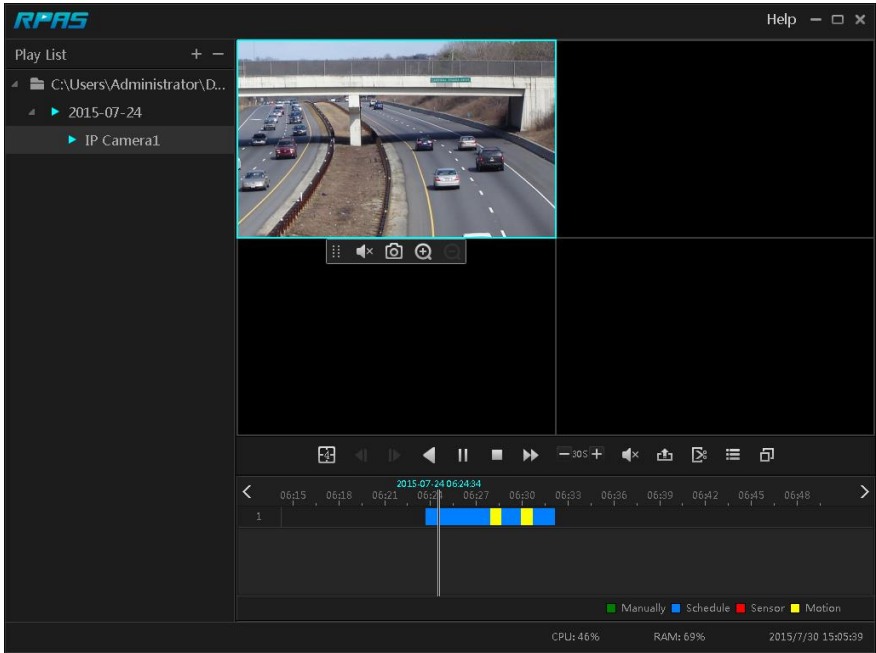 RPAS
Help
Play List
C:\Users\Administrator\D...
2015-07-24
IP Camera1
4
30S
2015-07-24 06:24:34
06:15 06:18 06:21 06:24 06:27 06:30 06:33 06:36 06:39 06:42 06:45 06:48
1
Manually Schedule Sensor Motion
CPU: 46% RAM: 69% 2015/7/30 15:05:39